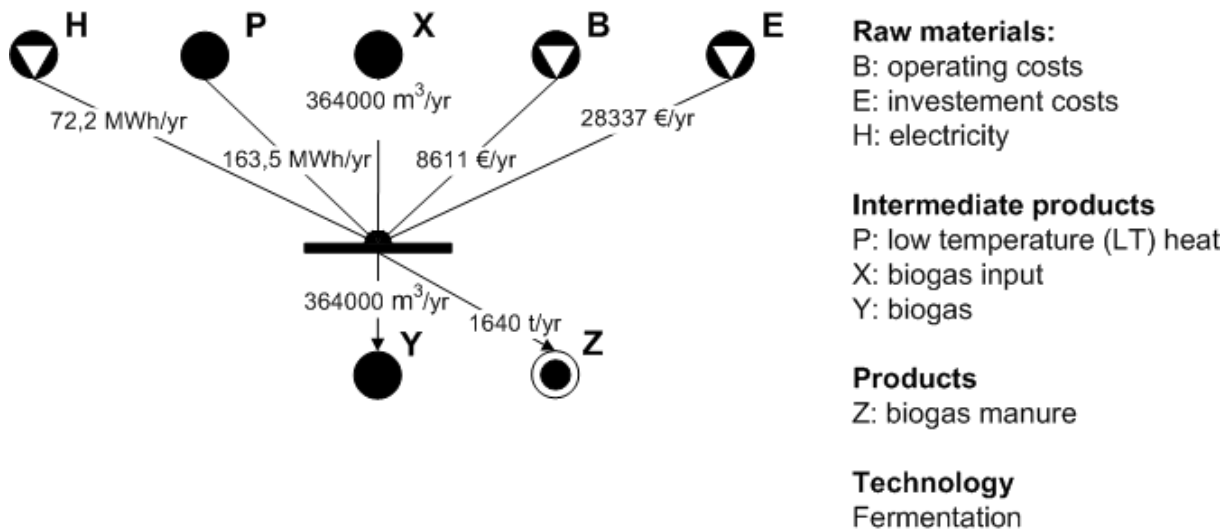 H
P
X
B
E
364000 m³/yr
72,2 MWh/yr
28337 €/yr
163,5 MWh/yr
8611 €/yr
364000 m³/yr
1640 t/yr
Y
Z
Raw materials:
B: operating costs
E: investement costs
H: electricity
Intermediate products
P: low temperature (LT) heat
X: biogas input
Y: biogas
Products
Z: biogas manure
Technology
Fermentation